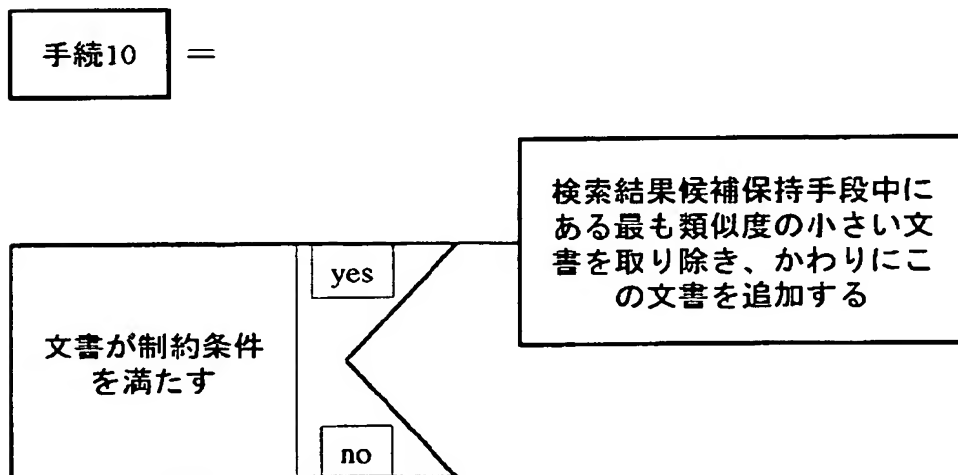 手続10 =
検索結果候補保持手段中に
ある最も類似度の小さい文
書を取り除き、かわりにこ
の文書を追加する
yes
文書が制約条件
を満たす
no